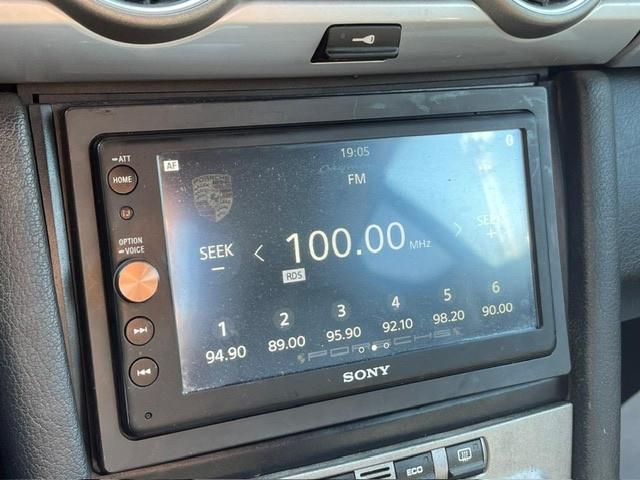 ATT
HOME
OPTION
VOICE
AF
19:05
FM
SEEK
−
100.00 MHz
SEEK
+
RDS
1 2 3 4 5 6
94.90 89.00 95.90 92.10 98.20 90.00
PORSCHE
SONY
ECO